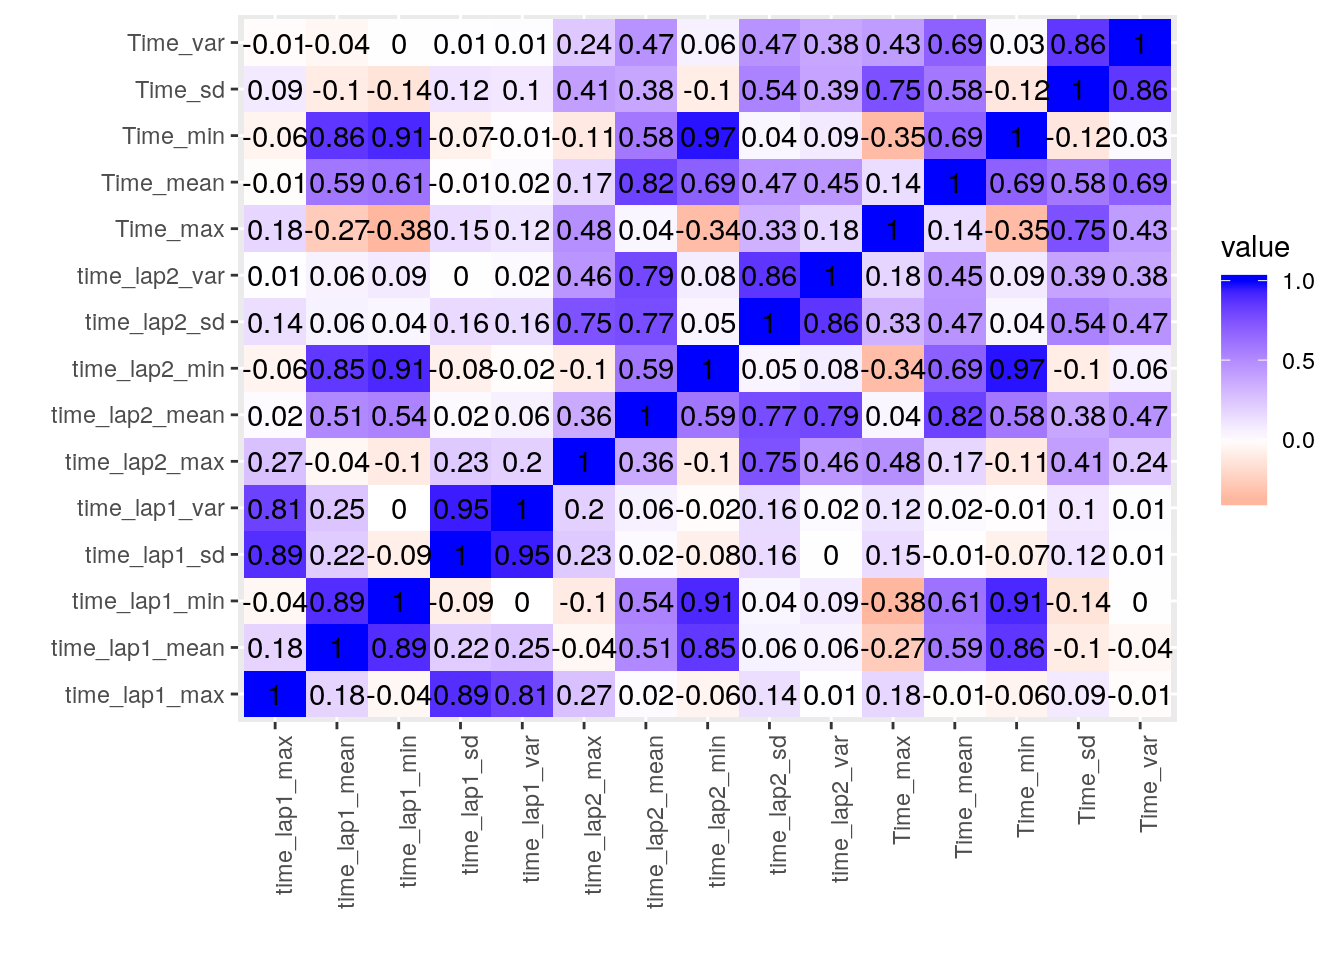 Time_var -0.01 -0.04 0 0.01 0.01 0.24 0.47 0.06 0.47 0.38 0.43 0.69 0.03 0.86 1
Time_sd 0.09 -0.1 -0.14 0.12 0.1 0.41 0.38 -0.1 0.54 0.39 0.75 0.58 -0.12 1 0.86
Time_min -0.06 0.86 0.91 -0.07 -0.01 -0.11 0.58 0.97 0.04 0.09 -0.35 0.69 1 -0.12 0.03
Time_mean -0.01 0.59 0.61 -0.01 0.02 0.17 0.82 0.69 0.47 0.45 0.14 1 0.69 0.58 0.69
Time_max 0.18 -0.27 -0.38 0.15 0.12 0.48 0.04 -0.34 0.33 0.18 1 0.14 -0.35 0.75 0.43
time_lap2_var 0.01 0.06 0.09 0 0.02 0.46 0.79 0.08 0.86 1 0.18 0.45 0.09 0.39 0.38
time_lap2_sd 0.14 0.06 0.04 0.16 0.16 0.75 0.77 0.05 1 0.86 0.33 0.47 0.04 0.54 0.47
time_lap2_min -0.06 0.85 0.91 -0.08 -0.02 -0.1 0.59 1 0.05 0.08 -0.34 0.69 0.97 -0.1 0.06
time_lap2_mean 0.02 0.51 0.54 0.02 0.06 0.36 1 0.59 0.77 0.79 0.04 0.82 0.58 0.38 0.47
time_lap2_max 0.27 -0.04 -0.1 0.23 0.2 1 0.36 -0.1 0.75 0.46 0.48 0.17 -0.11 0.41 0.24
time_lap1_var 0.81 0.25 0 0.95 1 0.2 0.06 -0.02 0.16 0.02 0.12 0.02 -0.01 0.1 0.01
time_lap1_sd 0.89 0.22 -0.09 1 0.95 0.23 0.02 -0.08 0.16 0 0.15 -0.01 -0.07 0.12 0.01
time_lap1_min -0.04 0.89 1 -0.09 0 -0.1 0.54 0.91 0.04 0.09 -0.38 0.61 0.91 -0.14 0
time_lap1_mean 0.18 1 0.89 0.22 0.25 -0.04 0.51 0.85 0.06 0.06 -0.27 0.59 0.86 -0.1 -0.04
time_lap1_max 1 0.18 -0.04 0.89 0.81 0.27 0.02 -0.06 0.14 0.01 0.18 -0.01 -0.06 0.09 -0.01
time_lap1_max
time_lap1_mean
time_lap1_min
time_lap1_sd
time_lap1_var
time_lap2_max
time_lap2_mean
time_lap2_min
time_lap2_sd
time_lap2_var
Time_max
Time_mean
Time_min
Time_sd
Time_var
value
1.0
0.5
0.0